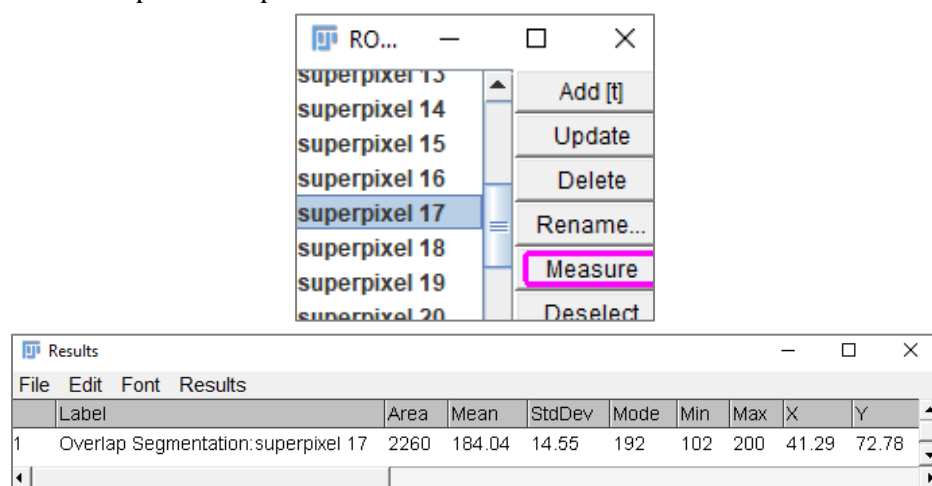 RO...
superpixel 13
Add [t]
superpixel 14
superpixel 15
Update
superpixel 16
Delete
superpixel 17
Rename...
superpixel 18
Measure
superpixel 19
superpixel 20
Deselect
Results
File Edit Font Results
Label Area Mean StdDev Mode Min Max X Y
1 Overlap Segmentation:superpixel 17 2260 184.04 14.55 192 102 200 41.29 72.78